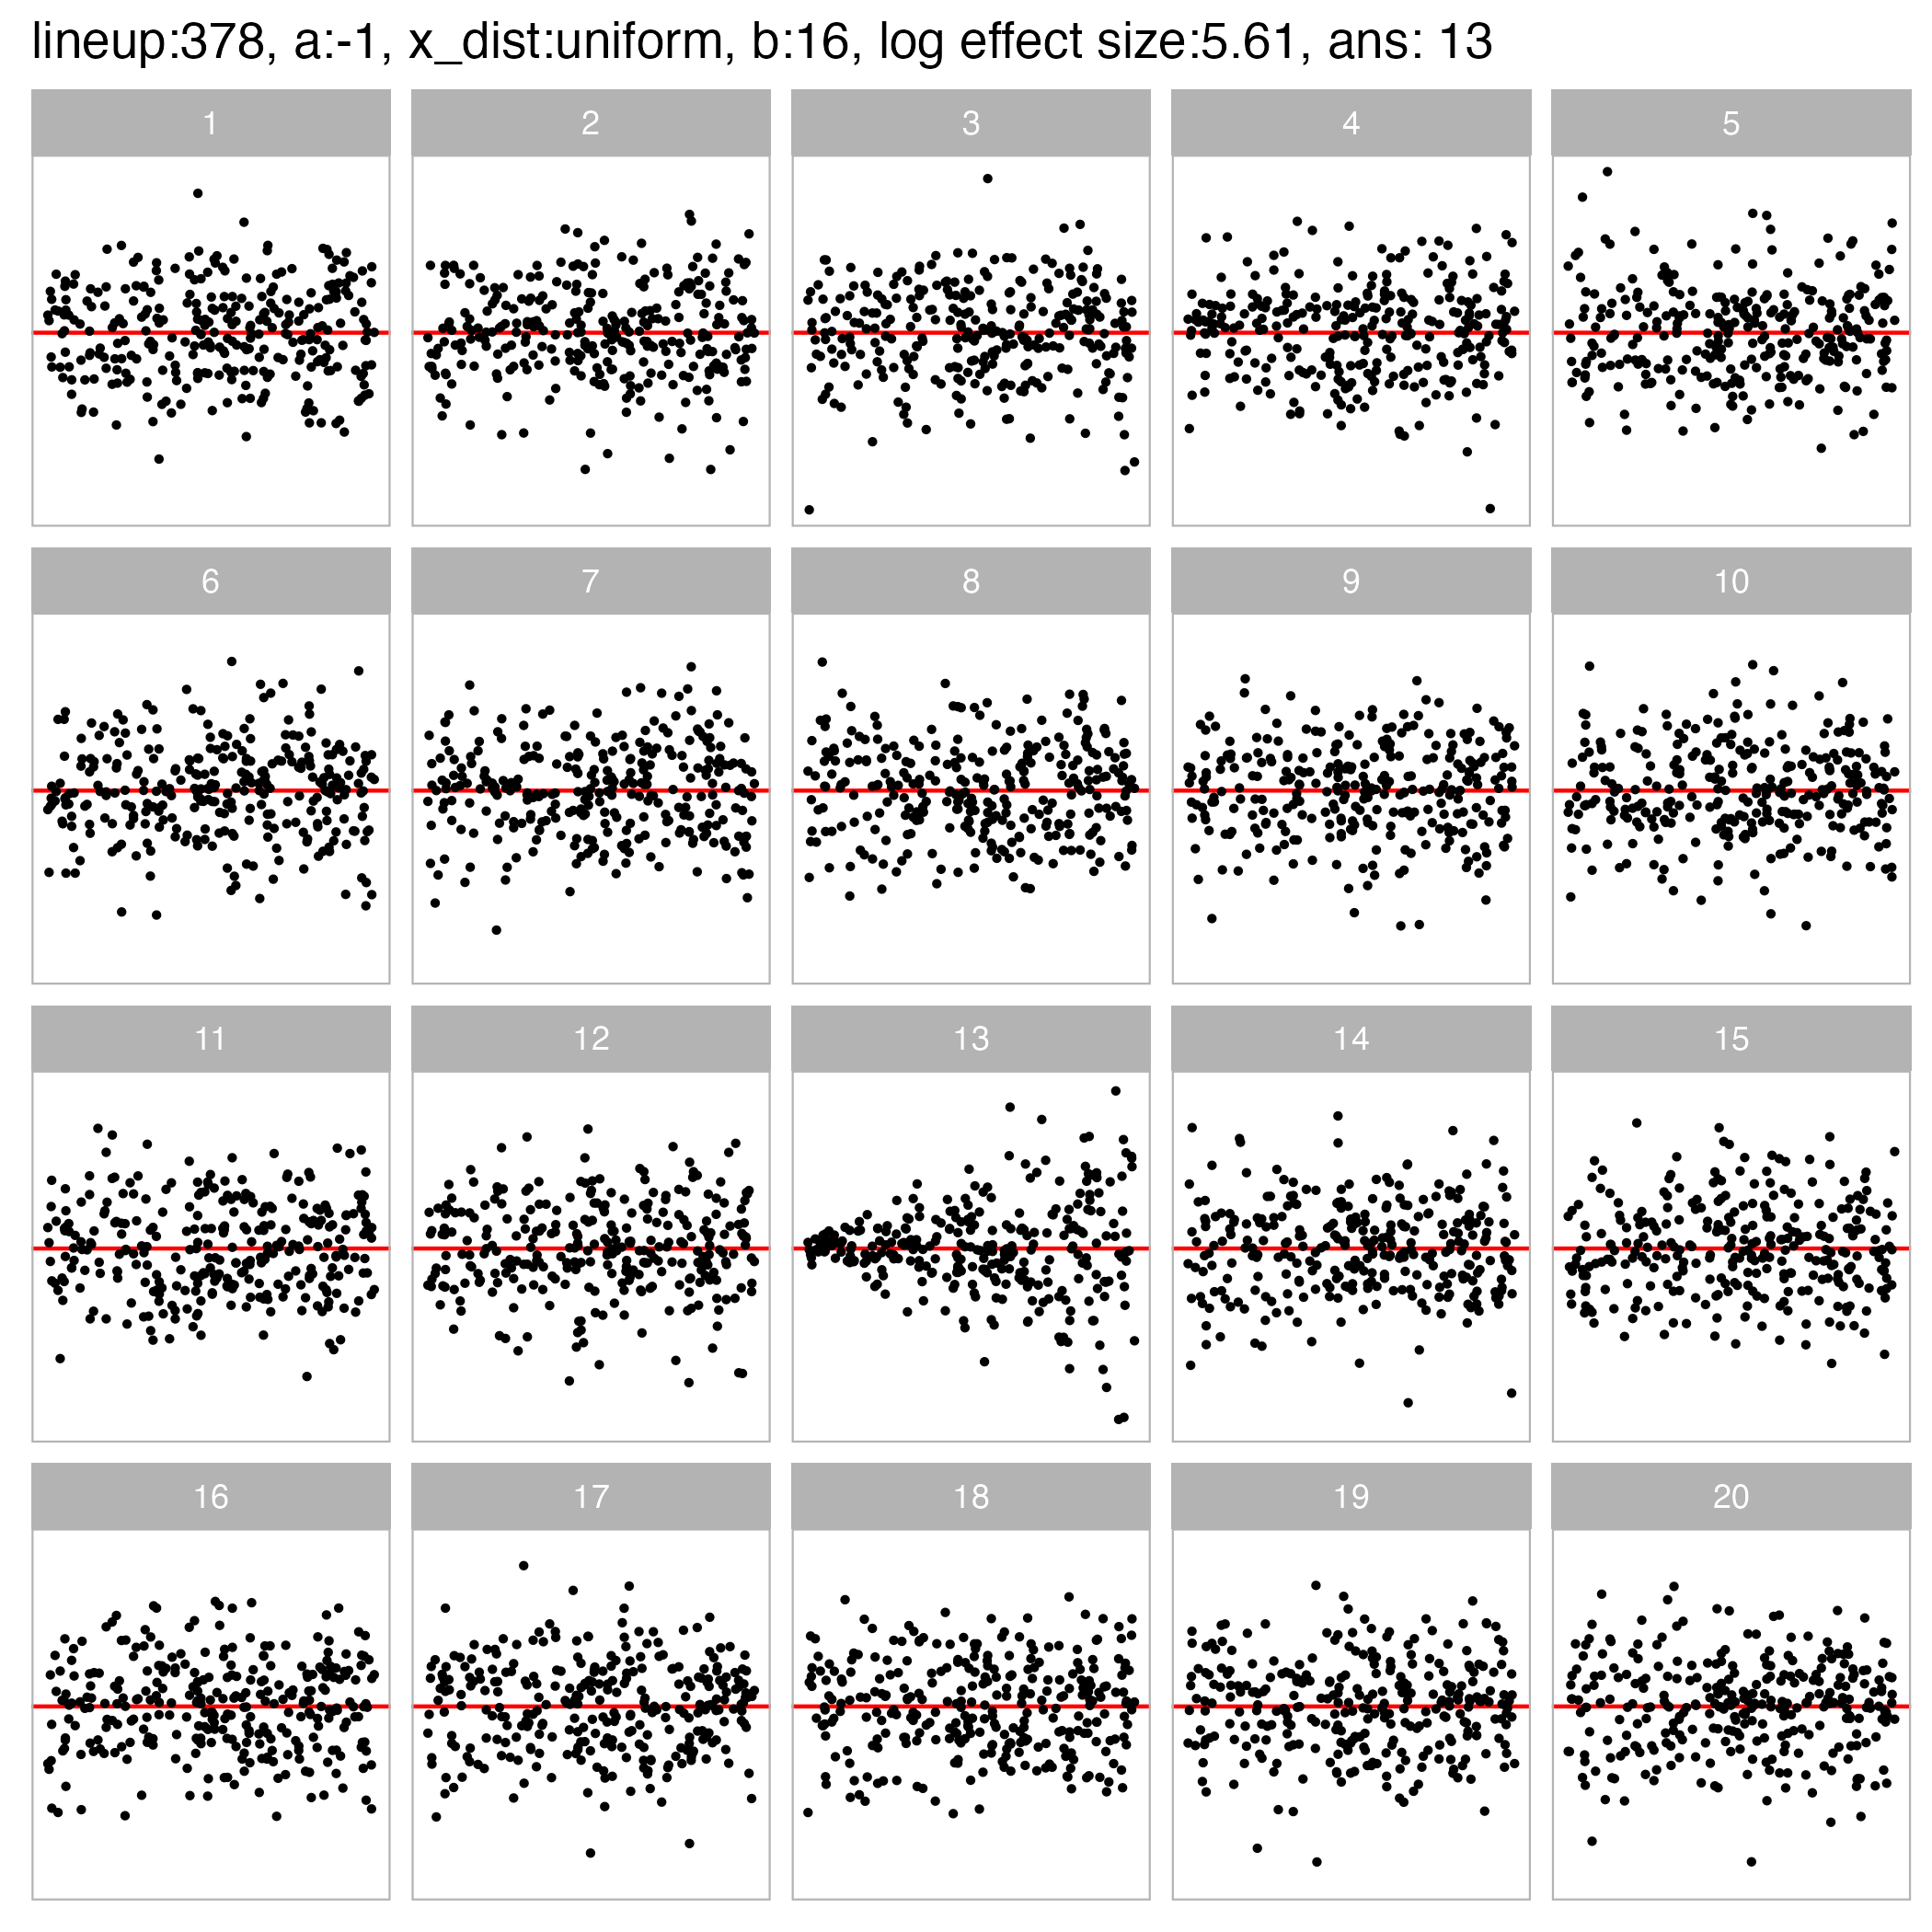 lineup:378, a:-1, x_dist:uniform, b:16, log effect size:5.61, ans: 13
1 2 3 4 5
6 7 8 9 10
11 12 13 14 15
16 17 18 19 20